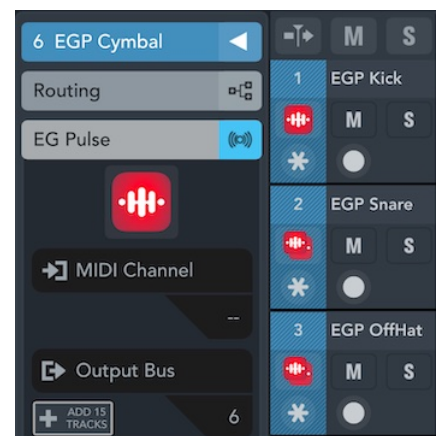 6 EGP Cymbal
Routing
EG Pulse
MIDI Channel
--
Output Bus
ADD 15
TRACKS
6
M S
1 EGP Kick
M S
2 EGP Snare
M S
3 EGP OffHat
M S